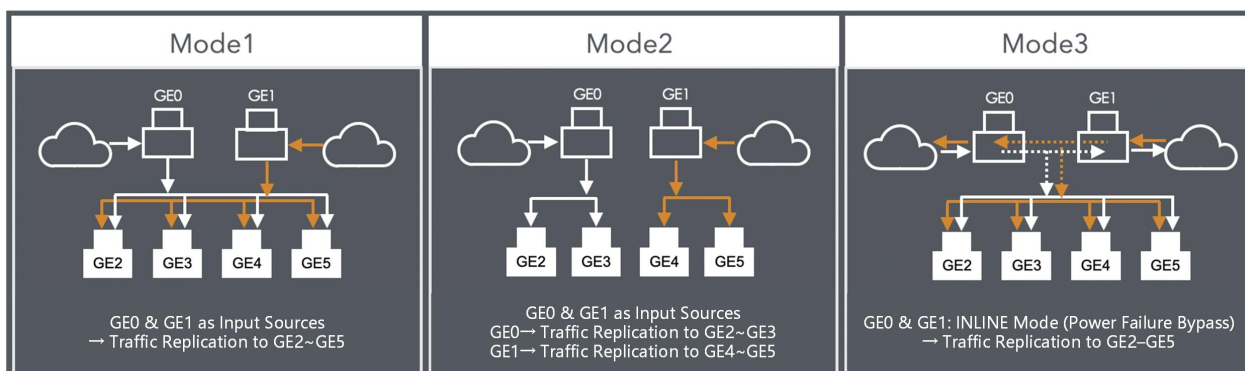 Mode1
Mode2
Mode3
GE0
GE1
GE2
GE3
GE4
GE5
GE0 & GE1 as Input Sources
→ Traffic Replication to GE2~GE5
GE0
GE1
GE2
GE3
GE4
GE5
GE0 & GE1 as Input Sources
GE0→ Traffic Replication to GE2~GE3
GE1→ Traffic Replication to GE4~GE5
GE0
GE1
GE2
GE3
GE4
GE5
GE0 & GE1: INLINE Mode (Power Failure Bypass)
→ Traffic Replication to GE2–GE5